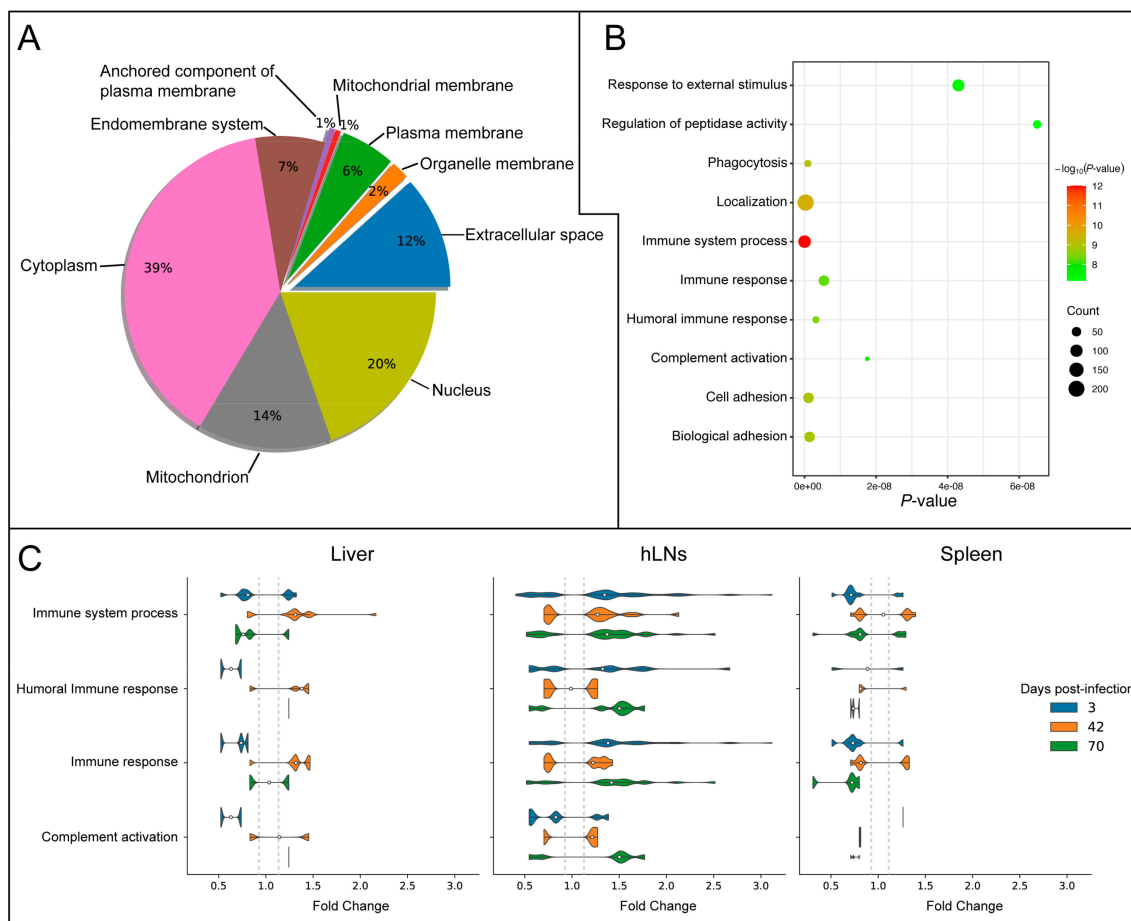 A
Anchored component of
plasma membrane
Mitochondrial membrane
1%
1%
Endomembrane system
Plasma membrane
7%
6%
Organelle membrane
2%
12%
Extracellular space
Cytoplasm
39%
20%
Nucleus
14%
Mitochondrion
B
Response to external stimulus
Regulation of peptidase activity
Phagocytosis
Localization
Immune system process
Immune response
Humoral immune response
Complement activation
Cell adhesion
Biological adhesion
0e+00
2e-08
4e-08
6e-08
P-value
−log10(P-value)
12
11
10
9
8
Count
50
100
150
200
C
Liver
hLNs
Spleen
Immune system process
Humoral Immune response
Immune response
Complement activation
0.5 1.0 1.5 2.0 2.5 3.0
Fold Change
0.5 1.0 1.5 2.0 2.5 3.0
Fold Change
0.5 1.0 1.5 2.0 2.5 3.0
Fold Change
Days post-infection
3
42
70